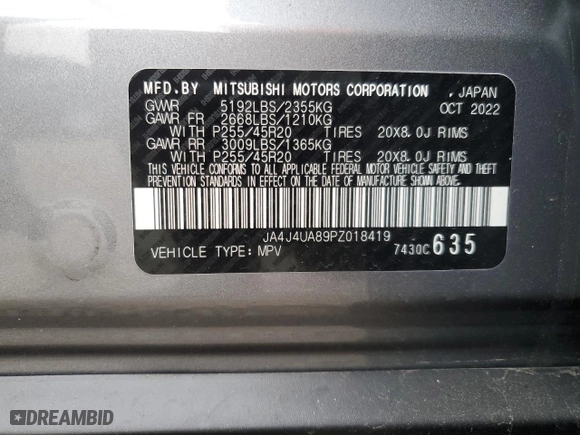 MFD.BY MITSUBISHI MOTORS CORPORATION , JAPAN
GVWR 5192LBS/2355KG OCT 2022
GAWR FR 2668LBS/1210KG
WITH P255/45R20 TIRES 20X8.0J RIMS
GAWR RR 3009LBS/1365KG
WITH P255/45R20 TIRES 20X8.0J RIMS
THIS VEHICLE CONFORMS TO ALL APPLICABLE FEDERAL MOTOR VEHICLE SAFETY AND THEFT
PREVENTION STANDARDS IN EFFECT ON THE DATE OF MANUFACTURE SHOWN ABOVE.
JA4J4UA89PZ018419
VEHICLE TYPE: MPV 7430C 635
DREAMBID